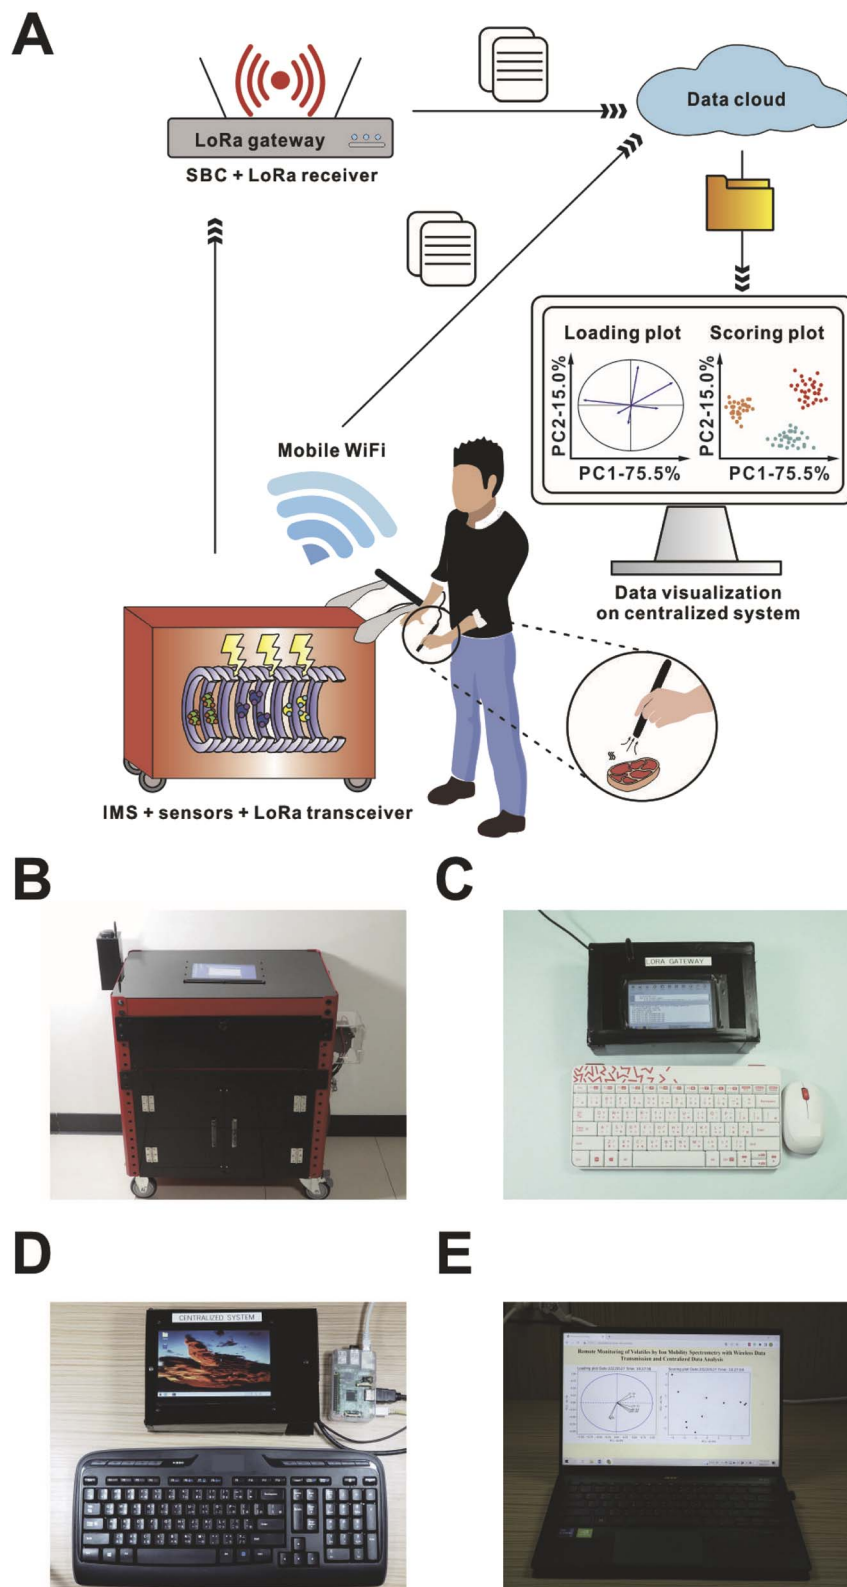 A
LoRa gateway
SBC + LoRa receiver
Data cloud
Loading plot
Scoring plot
PC2-15.0%
PC1-75.5%
PC2-15.0%
PC1-75.5%
Mobile WiFi
Data visualization
on centralized system
IMS + sensors + LoRa transceiver
B
C
LORA GATEWAY
D
E
CENTRALIZED SYSTEM
Remote Monitoring of Volatiles by Ion Mobility Spectrometry with Wireless Data
Transmission and Centralized Data Analysis